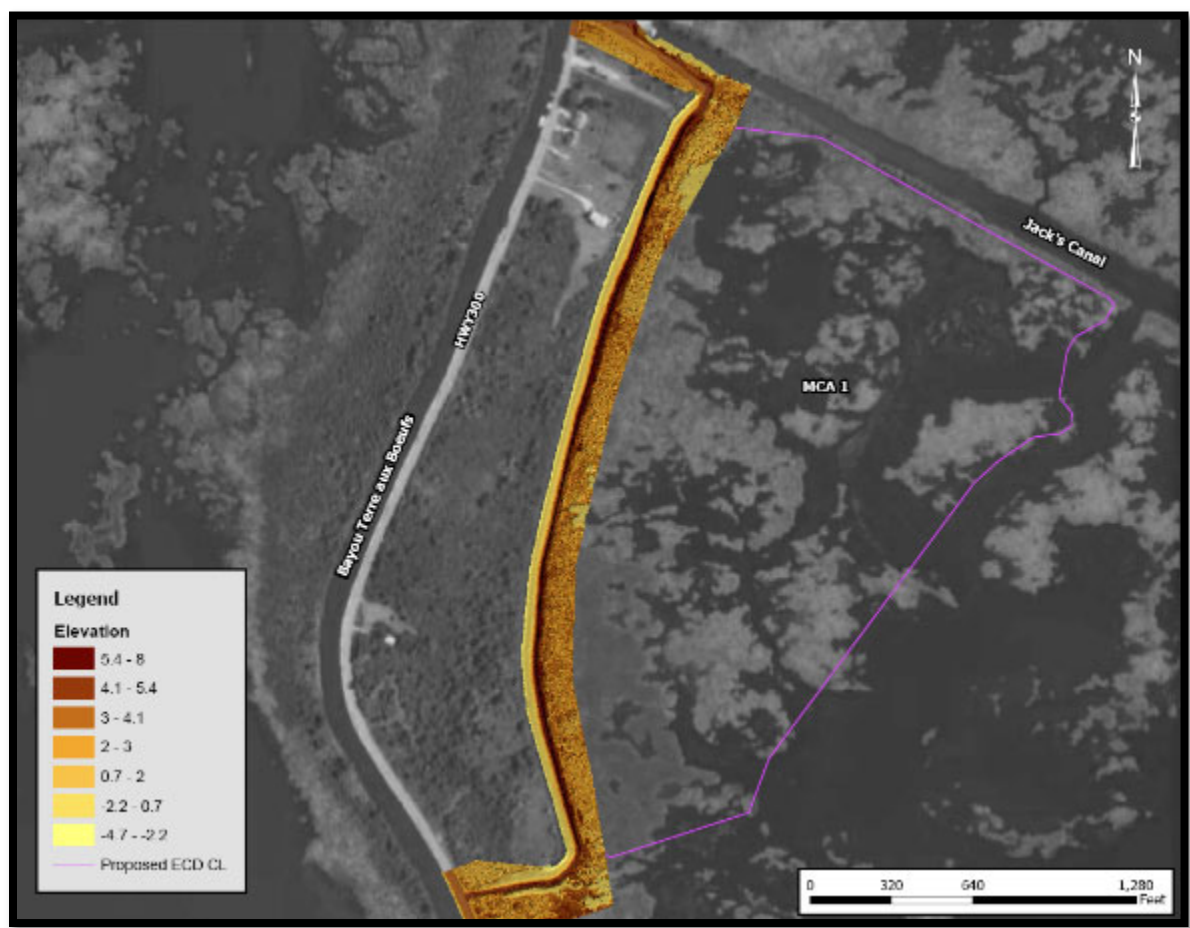 N
Jack's Canal
HWY300
MCA 1
Bayou Terre aux Boeufs
Legend
Elevation
5.4 - 8
4.1 - 5.4
3 - 4.1
2 - 3
0.7 - 2
-2.2 - 0.7
-4.7 - -2.2
Proposed ECD CL
0 320 640 1,280
Feet